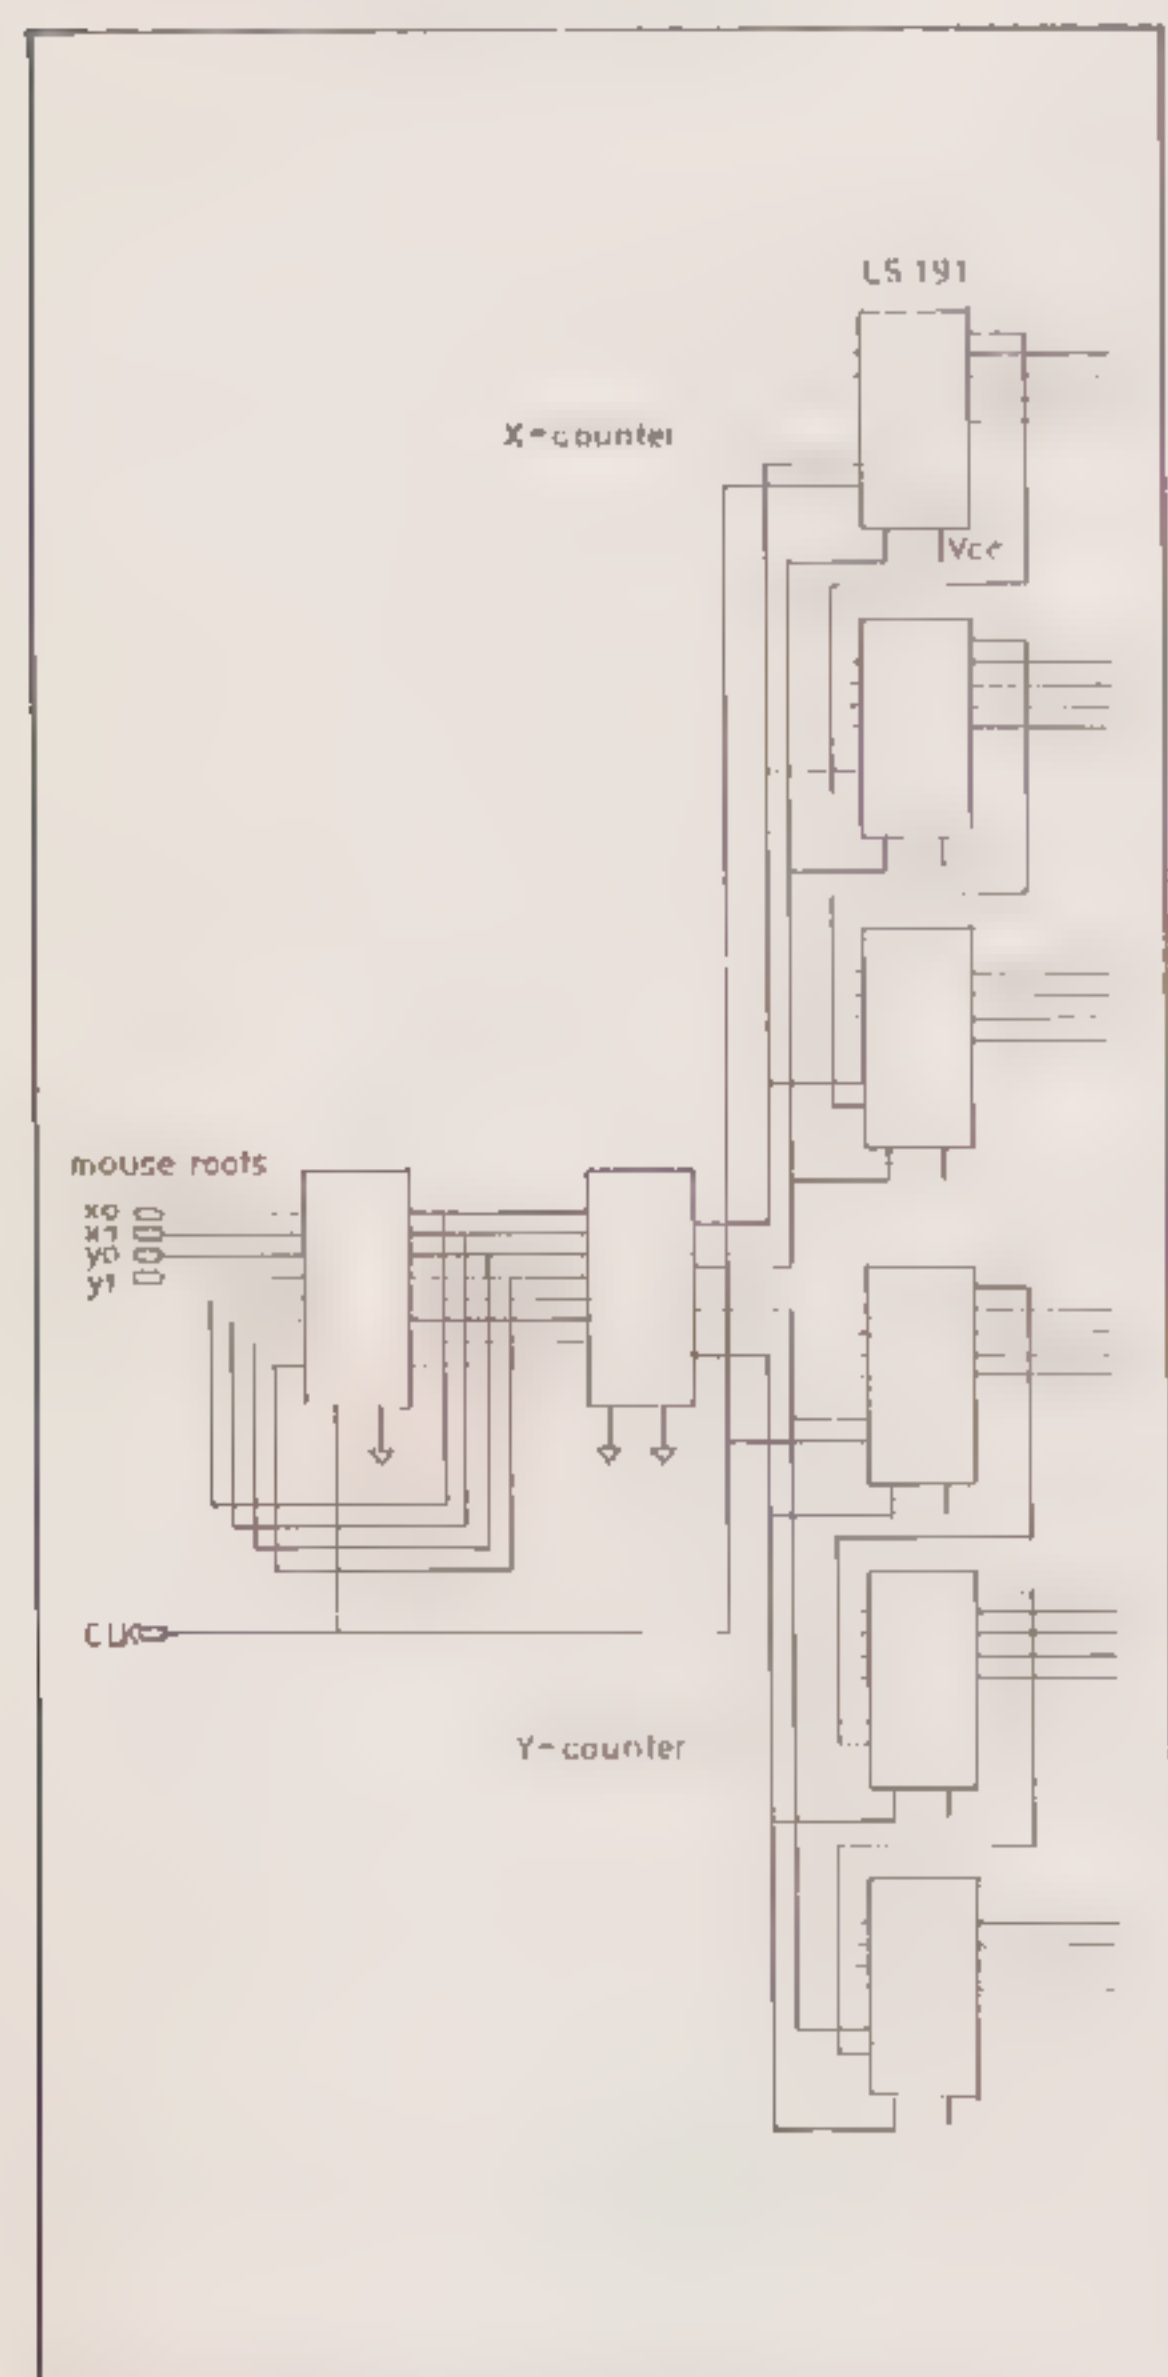 LS 191
X-counter
Vcc
mouse roots
x0
x1
y0
y1
CLK
Y-counter